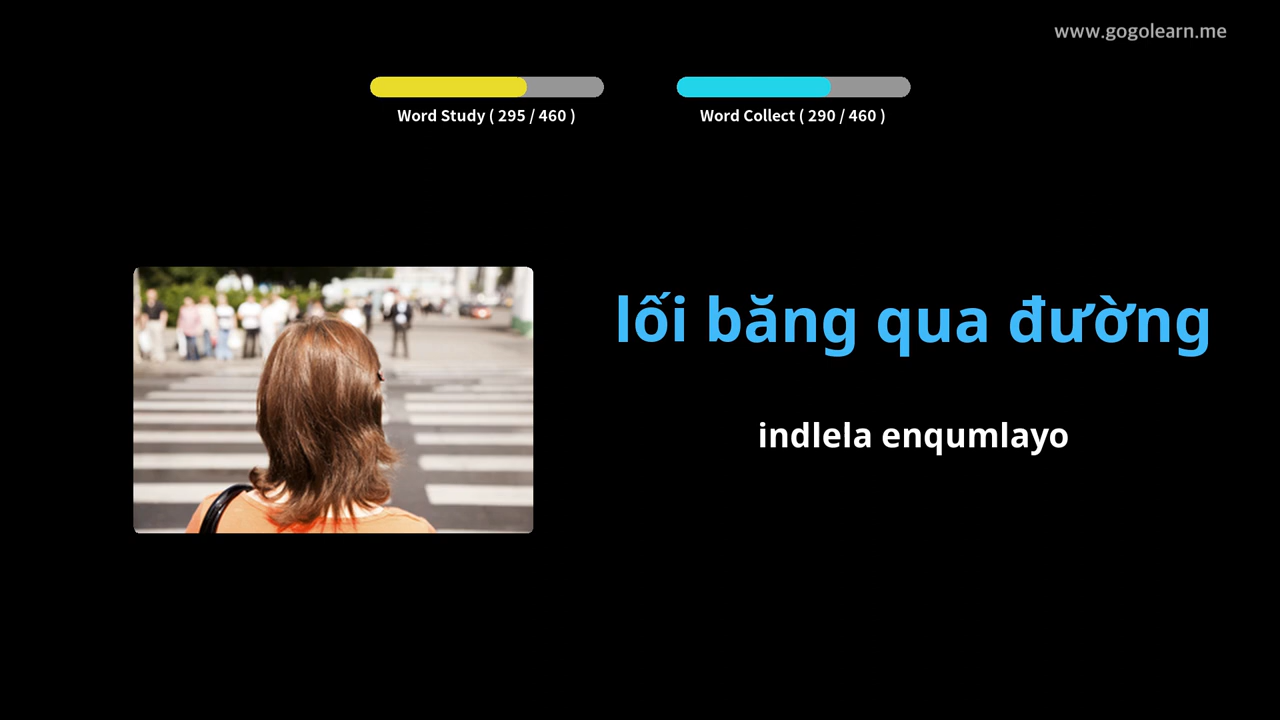 www.gogolearn.me
Word Study ( 295 / 460 )
Word Collect ( 290 / 460 )
lối băng qua đường
indlela enqumlayo